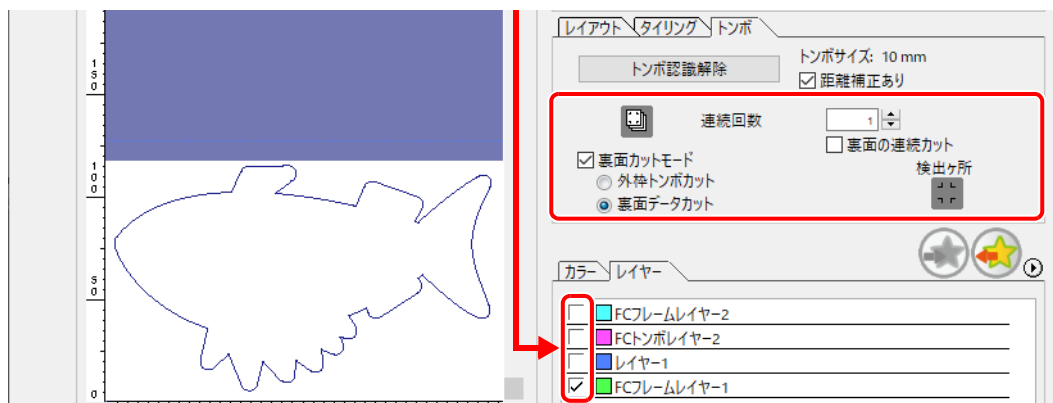 150
100
50
0
レイアウト タイリング トンボ
トンボ認識解除
トンボサイズ: 10 mm
距離補正あり
連続回数
1
裏面の連続カット
裏面カットモード
検出ヶ所
外枠トンボカット
裏面データカット
カラー レイヤー
FCフレームレイヤー2
FCトンボレイヤー2
レイヤー1
FCフレームレイヤー1